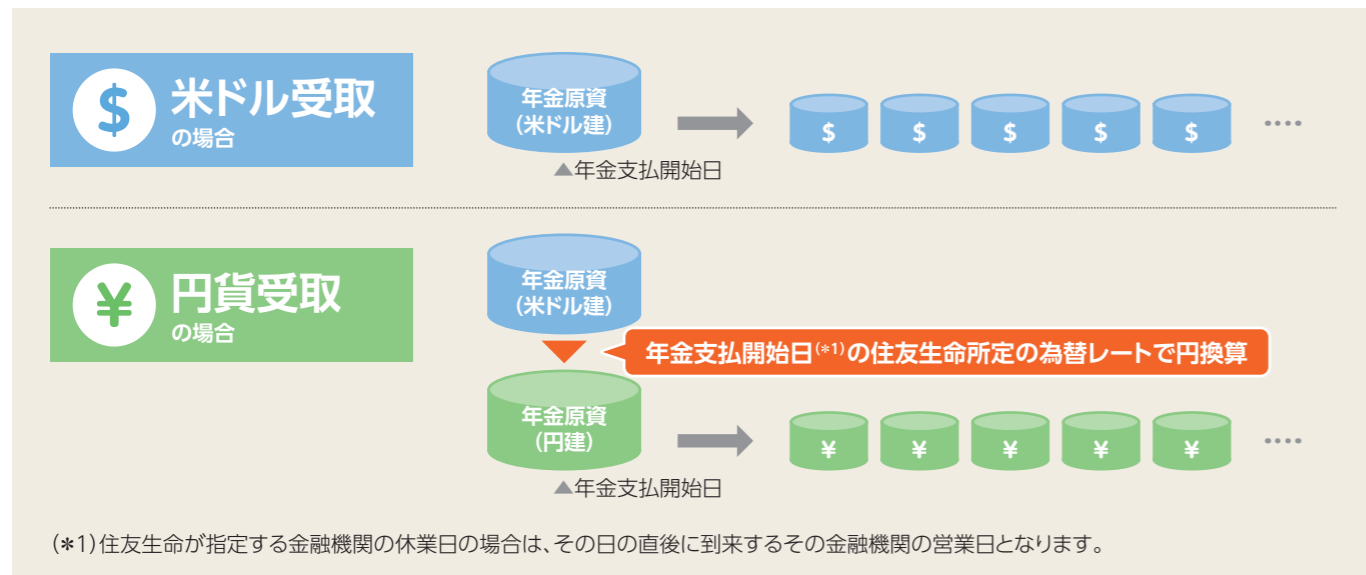 $ 米ドル受取
の場合
年金原資
(米ドル建)
$ $ $ $ $ ····
▲年金支払開始日
¥ 円貨受取
の場合
年金原資
(米ドル建)
年金支払開始日(*1)の住友生命所定の為替レートで円換算
年金原資
(円建)
¥ ¥ ¥ ¥ ¥ ····
▲年金支払開始日
(*1)住友生命が指定する金融機関の休業日の場合は、その日の直後に到来するその金融機関の営業日となります。